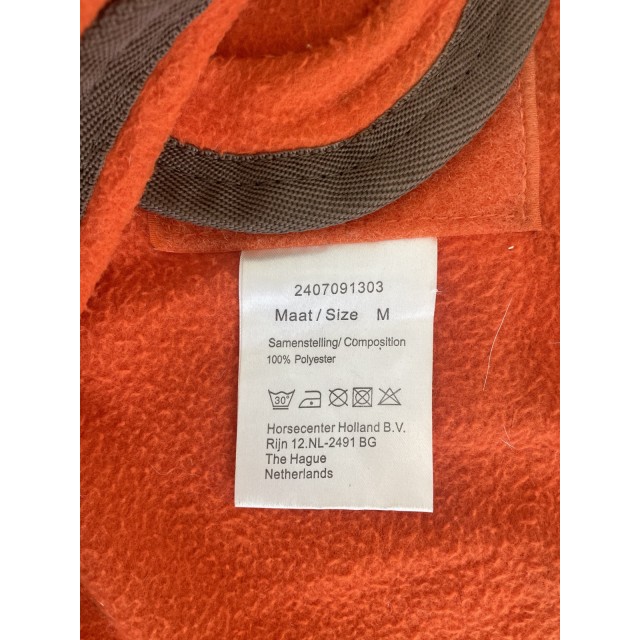 2407091303
Maat / Size M
Samenstelling/ Composition
100% Polyester
30°
Horsecenter Holland B.V.
Rijn 12.NL-2491 BG
The Hague
Netherlands